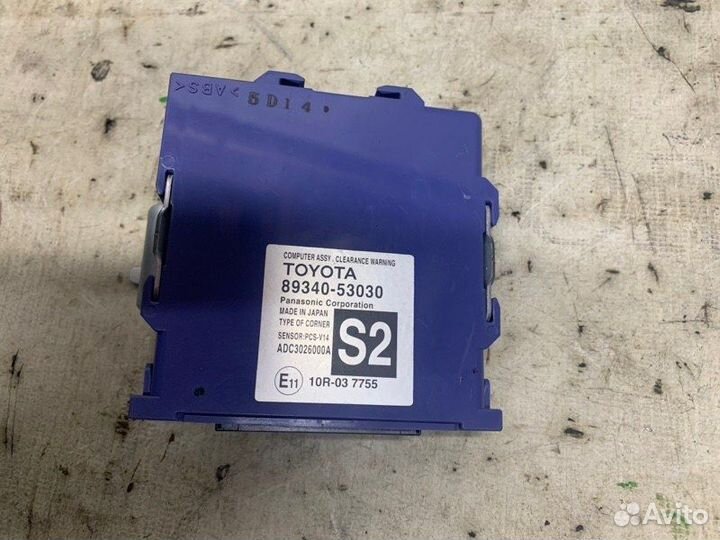 >ABS<
5D14
COMPUTER ASSY , CLEARANCE WARNING
TOYOTA
89340-53030
Panasonic Corporation
MADE IN JAPAN
TYPE OF CORNER
SENSOR:PCS-V14
ADC3026000A
S2
E11 10R-03 7755
Avito